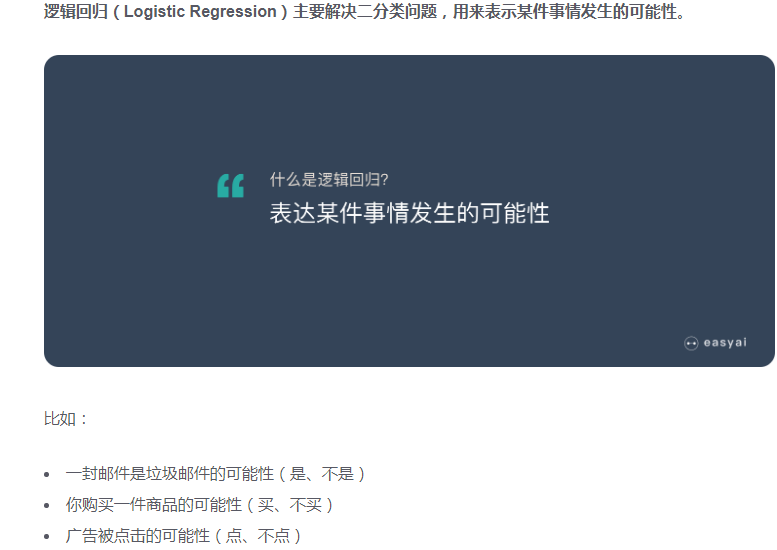 逻辑回归（Logistic Regression）主要解决二分类问题，用来表示某件事情发生的可能性。
什么是逻辑回归?
表达某件事情发生的可能性
easyai
比如：
一封邮件是垃圾邮件的可能性（是、不是）
你购买一件商品的可能性（买、不买）
广告被点击的可能性（点、不点）